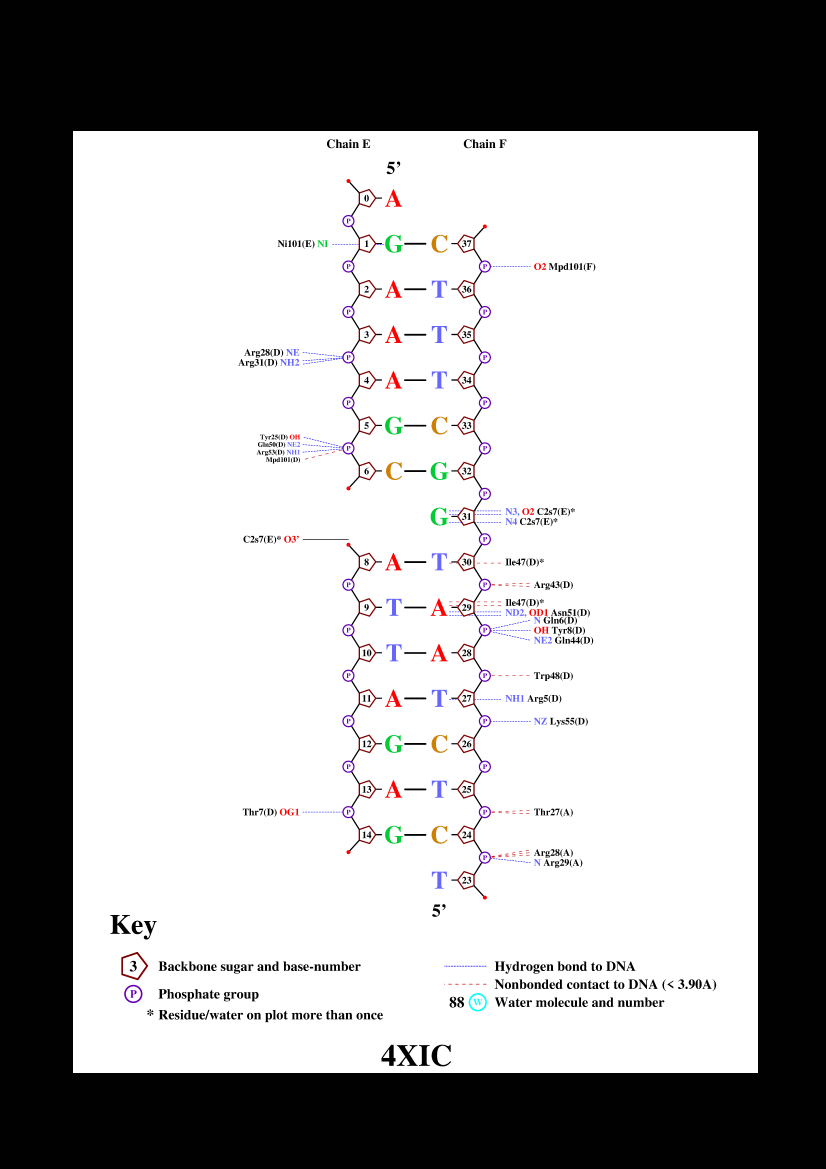 Chain E Chain F
5’
0 A
P
Ni101(E) NI 1 G C 37
P P O2 Mpd101(F)
2 A T 36
P P
3 A T 35
Arg28(D) NE
Arg31(D) NH2 P P
4 A T 34
P P
5 G C 33
Tyr25(D) OH
Gln50(D) NE2 P P
Arg53(D) NH1
Mpd101(D)
6 C G 32
P
G 31 N3, O2 C2s7(E)*
N4 C2s7(E)*
C2s7(E)* O3’ P
8 A T 30 Ile47(D)*
P P Arg43(D)
Ile47(D)*
9 T A 29 ND2, OD1 Asn51(D)
N Gln6(D)
P P OH Tyr8(D)
NE2 Gln44(D)
10 T A 28
P P Trp48(D)
11 A T 27 NH1 Arg5(D)
P P NZ Lys55(D)
12 G C 26
P P
13 A T 25
Thr7(D) OG1 P P Thr27(A)
14 G C 24
Arg28(A)
P N Arg29(A)
T 23
5’
Key
3 Backbone sugar and base-number
P Phosphate group
* Residue/water on plot more than once
Hydrogen bond to DNA
Nonbonded contact to DNA (< 3.90A)
88 W Water molecule and number
4XIC